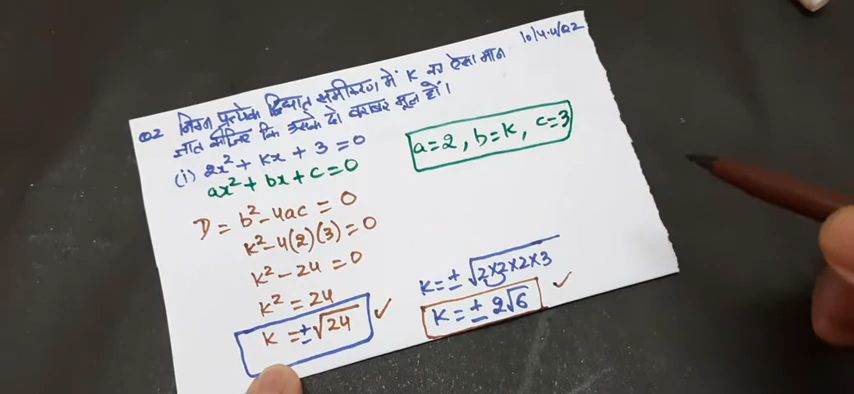 10/4.4/Q2
Q2 निम्न प्रत्येक द्विघात समीकरण में K का ऐसा मान
ज्ञात कीजिए कि उसके दो बराबर मूल हों।
(i) 2x² + Kx + 3 = 0
ax² + bx + c = 0
a=2, b=K, c=3
D = b² - 4ac = 0
K² - 4(2)(3) = 0
K² - 24 = 0
K² = 24
K = ±√24 ✓
K = ± √2×2×2×3
K = ± 2√6 ✓